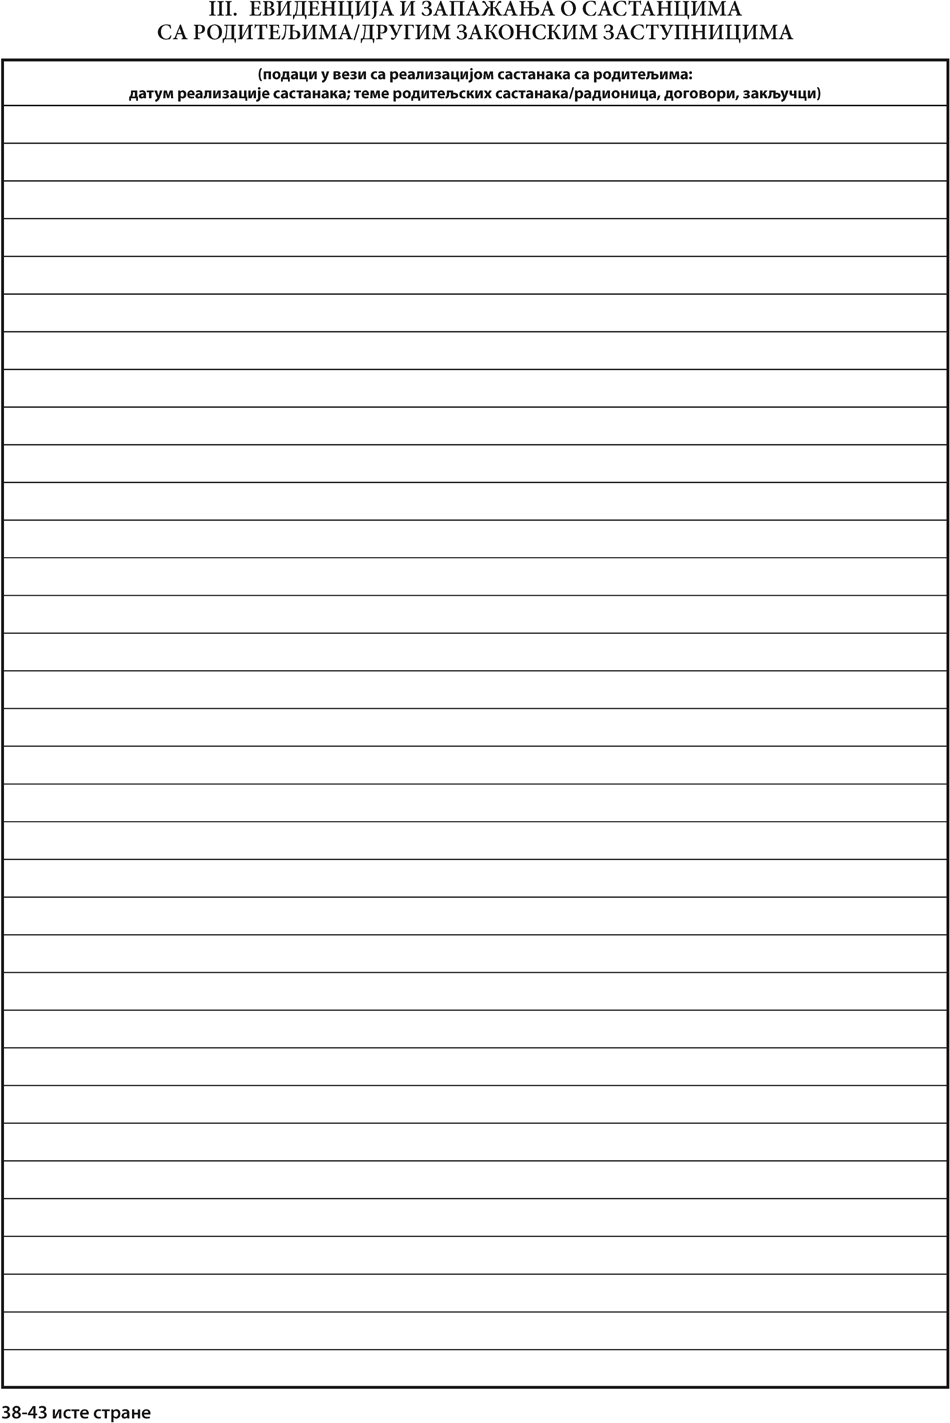 III. ЕВИДЕНЦИЈА И ЗАПАЖАЊА О САСТАНЦИМА
СА РОДИТЕЉИМА/ДРУГИМ ЗАКОНСКИМ ЗАСТУПНИЦИМА
(подаци у вези са реализацијом састанака са родитељима:
датум реализације састанака; теме родитељских састанака/радионица, договори, закључци)
38-43 исте стране